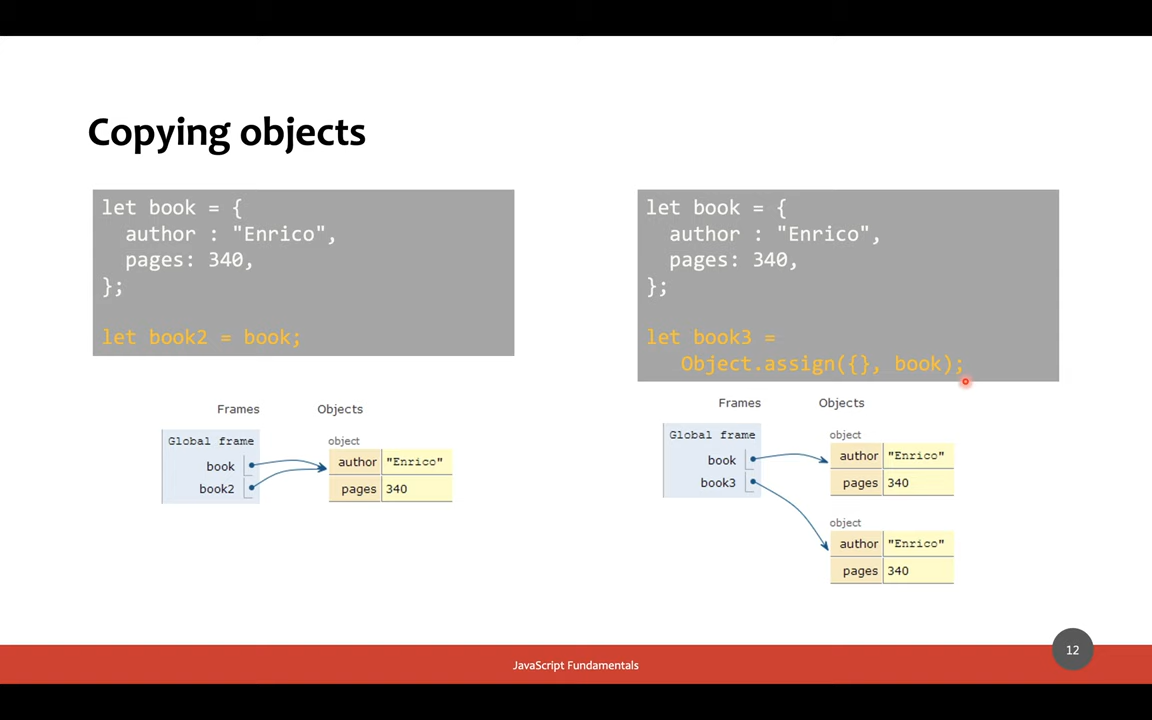 Copying objects
let book = {
  author : "Enrico",
  pages: 340,
};
let book2 = book;
Frames Objects
Global frame
book
book2
object
author "Enrico"
pages 340
let book = {
  author : "Enrico",
  pages: 340,
};
let book3 =
   Object.assign({}, book);
Frames Objects
Global frame
book
book3
object
author "Enrico"
pages 340
object
author "Enrico"
pages 340
JavaScript Fundamentals
12